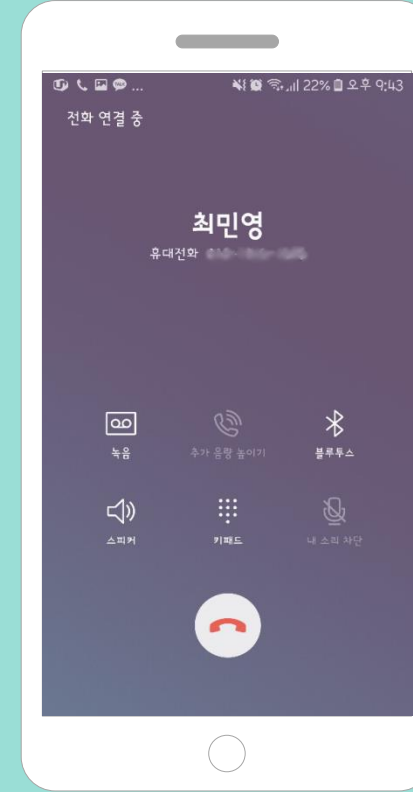 ... 22% 오후 9:43
전화 연결 중
최민영
휴대전화
녹음 추가 음량 높이기 블루투스
스피커 키패드 내 소리 차단